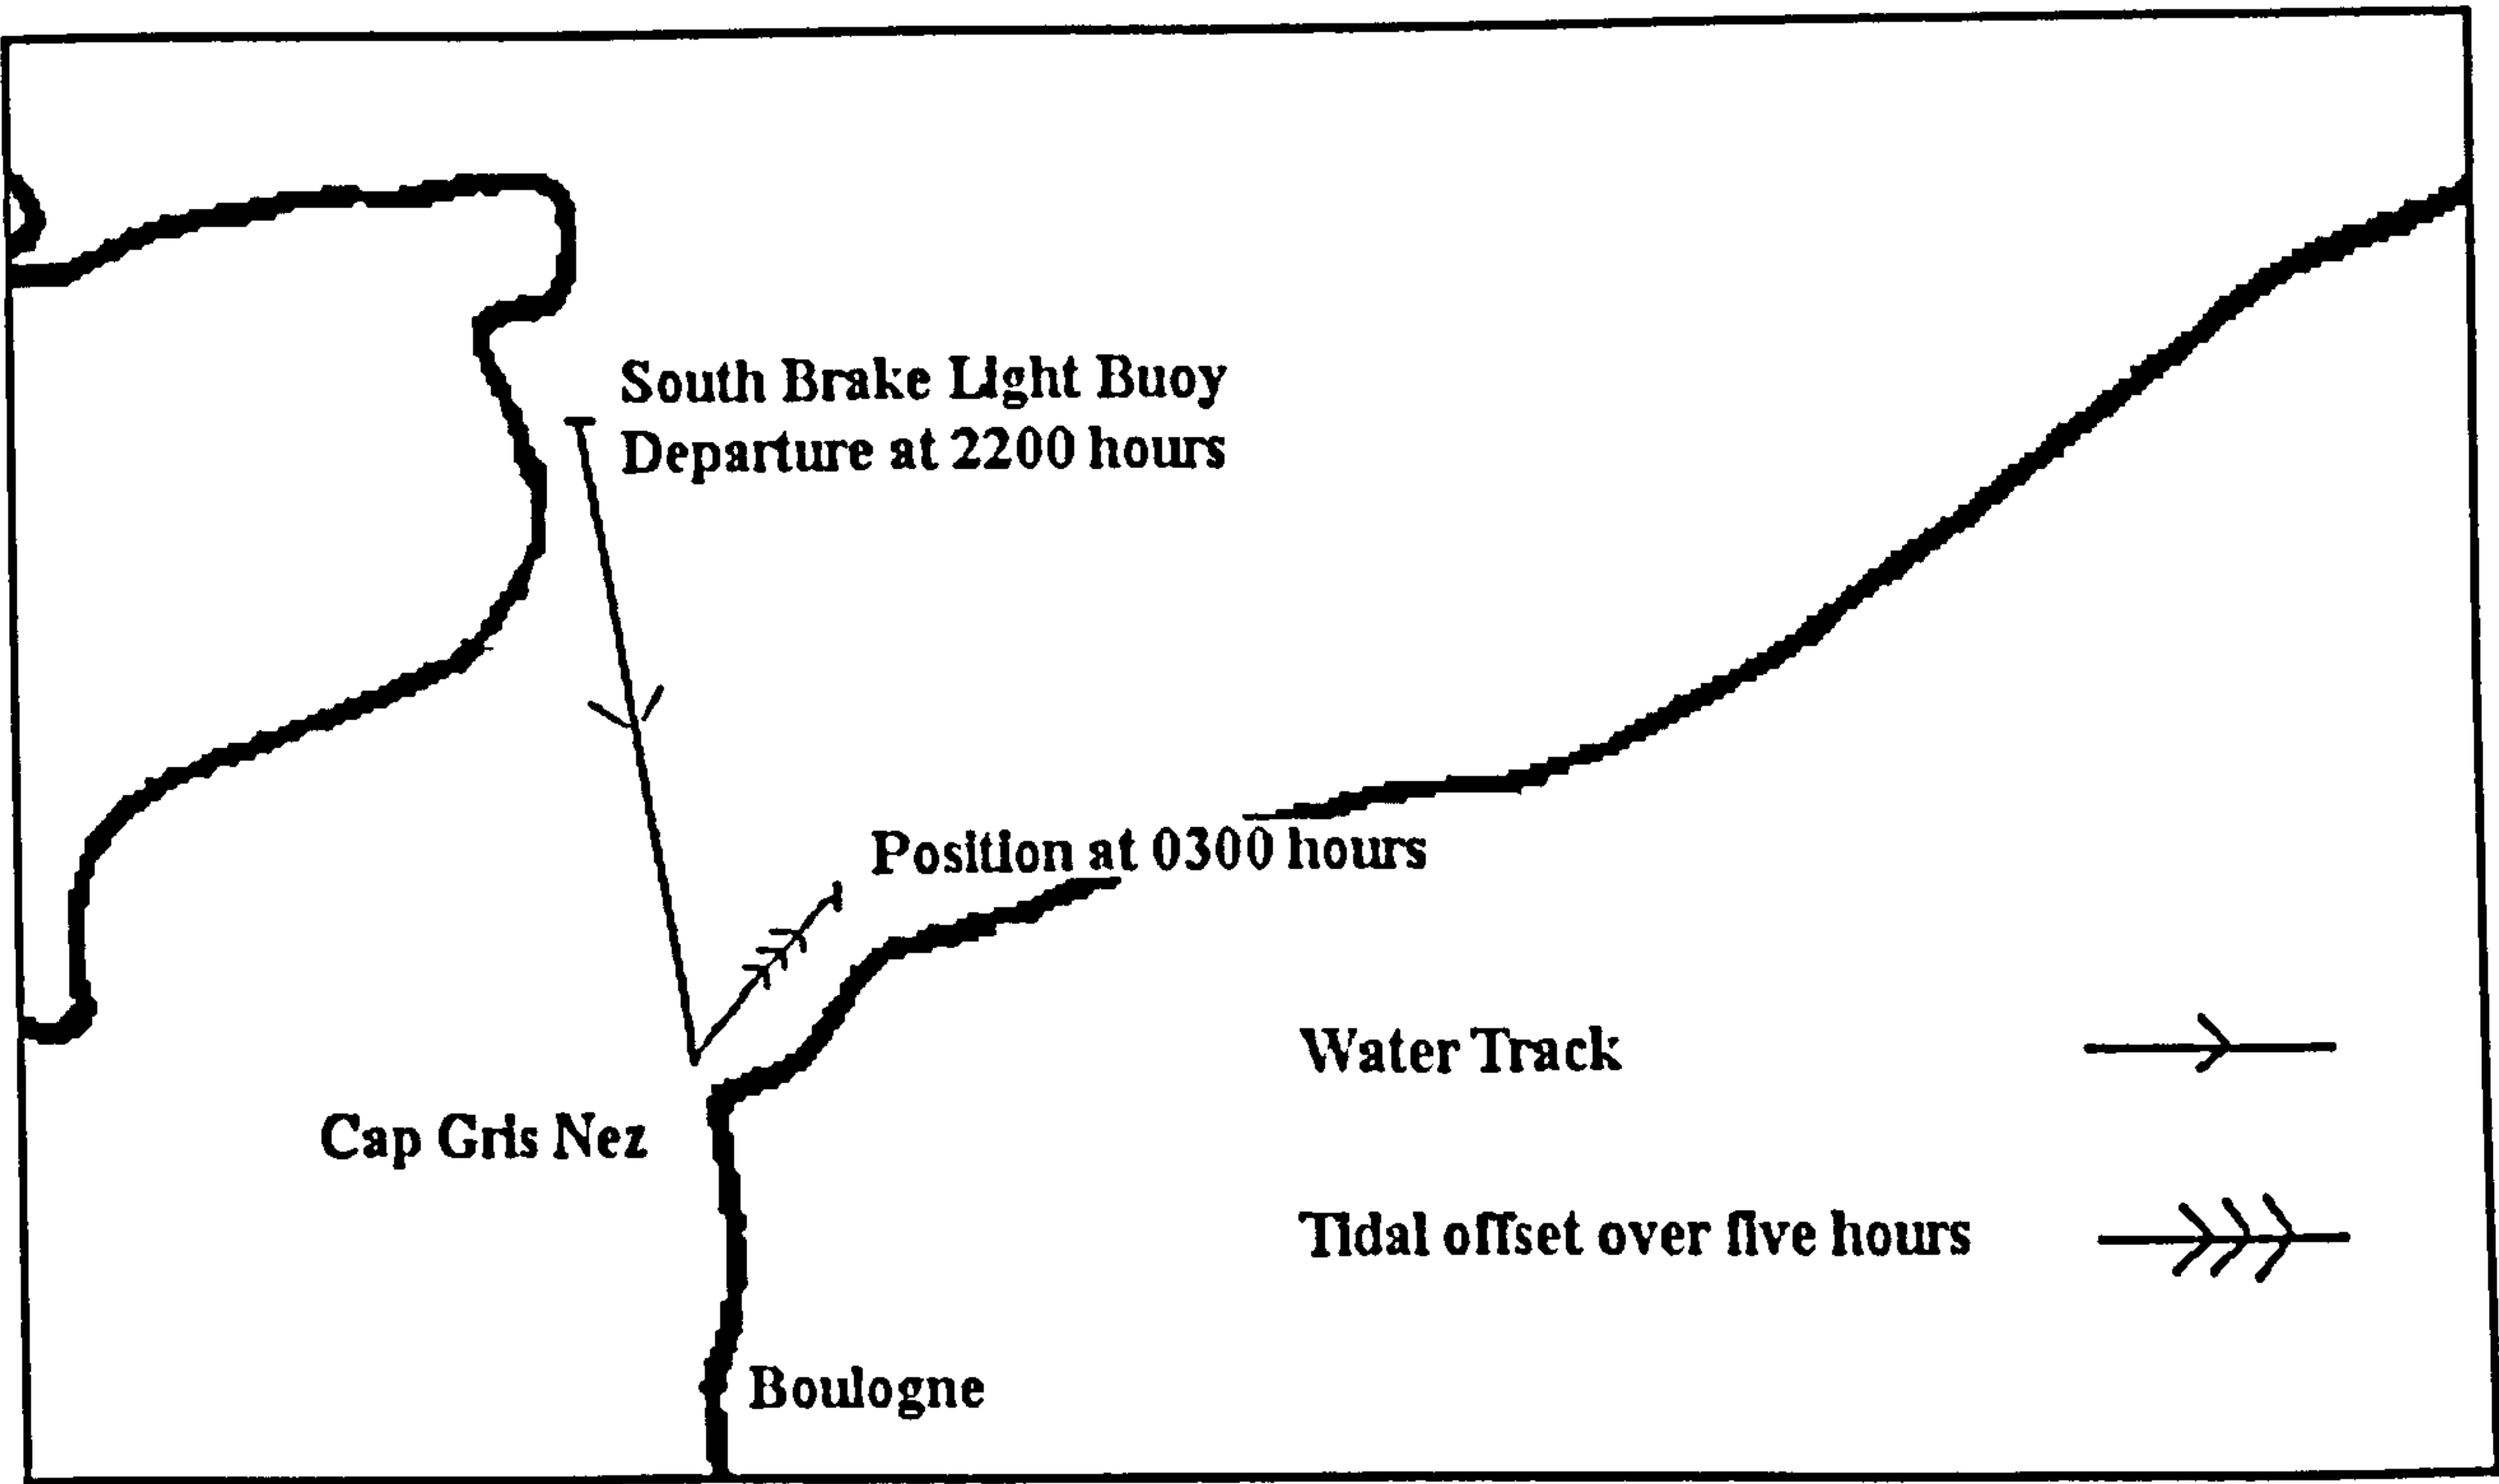 South Brake Light Buoy
Departure at 2200 hours
Position at 0300 hours
Water Track
Cap Gris Nez
Tidal offset over five hours
Boulogne